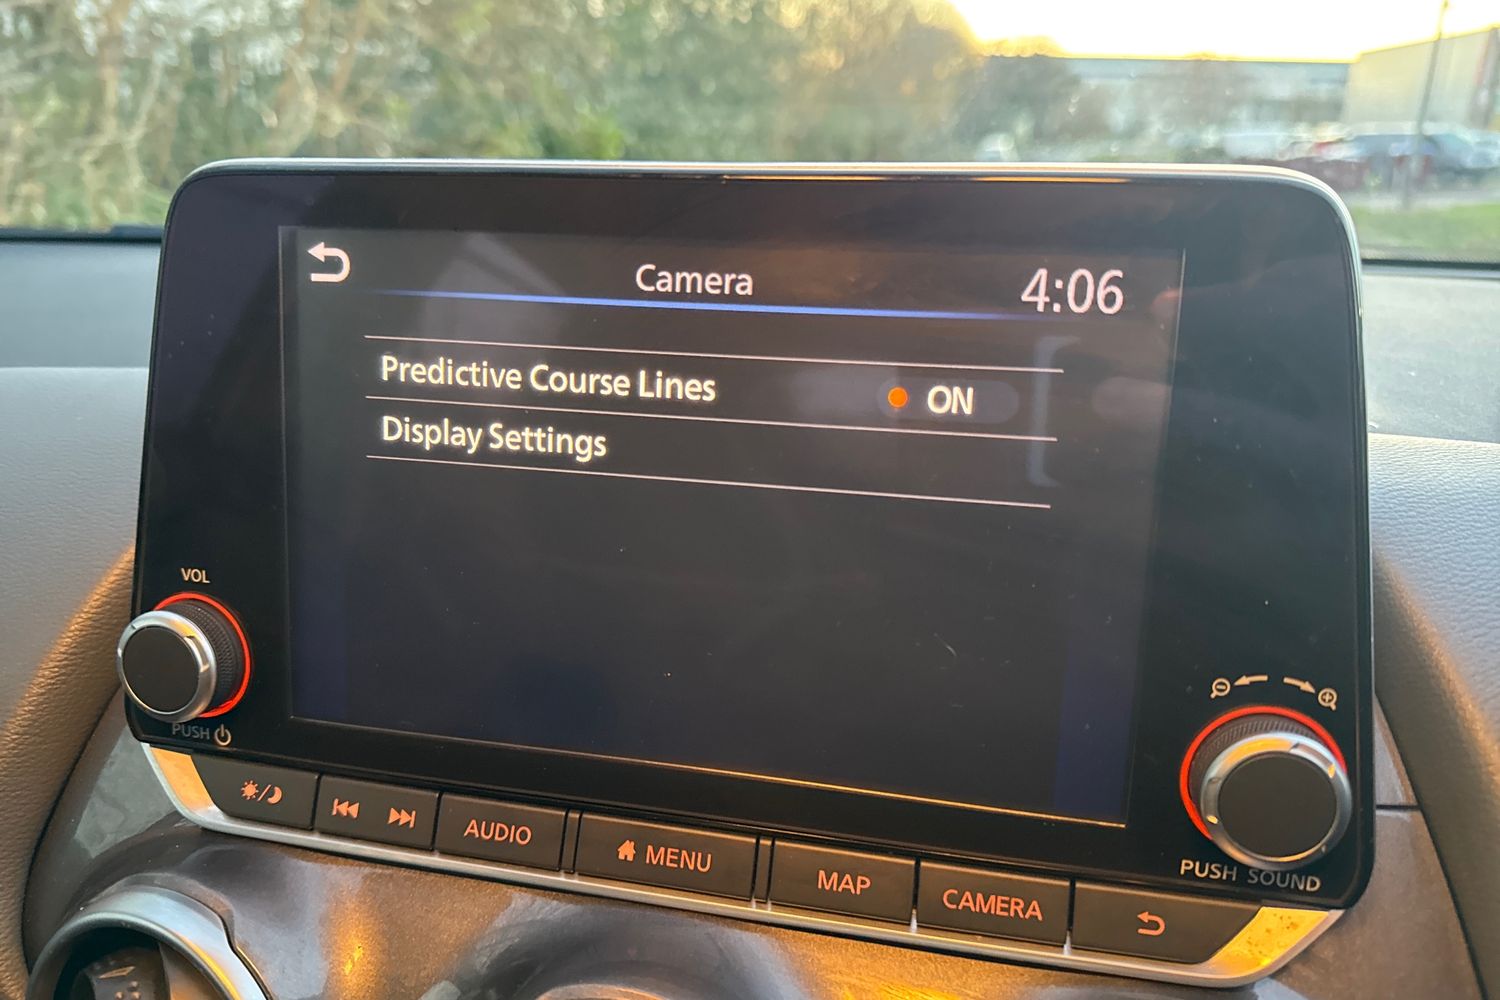 Camera
4:06
Predictive Course Lines
ON
Display Settings
VOL
PUSH
AUDIO
MENU
MAP
CAMERA
PUSH SOUND